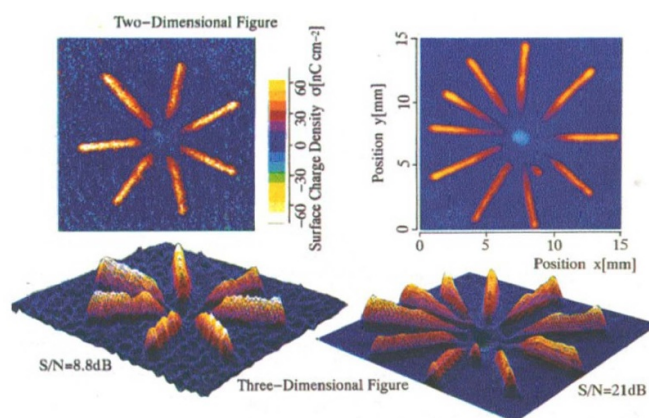 Two-Dimensional Figure
Surface Charge Density σ[nC cm−2]
60
30
0
−30
−60
Position y[mm]
15
10
5
0
0 5 10 15
Position x[mm]
S/N=8.8dB
Three-Dimensional Figure
S/N=21dB